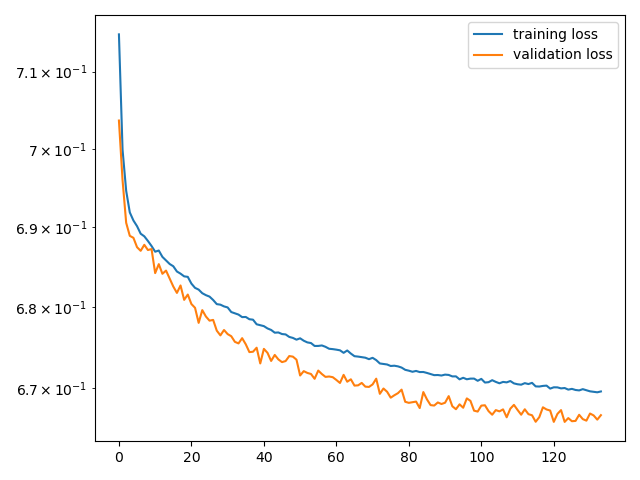 training loss
validation loss
7.1 × 10⁻¹
7 × 10⁻¹
6.9 × 10⁻¹
6.8 × 10⁻¹
6.7 × 10⁻¹
0 20 40 60 80 100 120